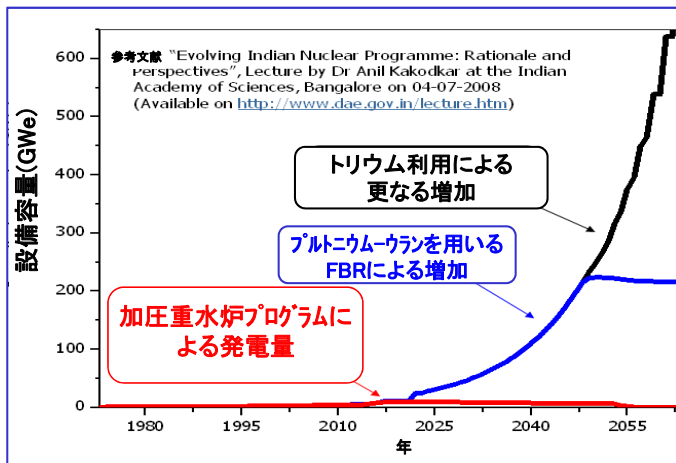 参考文献 "Evolving Indian Nuclear Programme: Rationale and
Perspectives", Lecture by Dr Anil Kakodkar at the Indian
Academy of Sciences, Bangalore on 04-07-2008
(Available on http://www.dae.gov.in/lecture.htm)
設備容量(GWe)
600
500
400
300
200
100
0
トリウム利用による
更なる増加
プルトニウムーウランを用いる
FBRによる増加
加圧重水炉プログラムに
よる発電量
1980
1995
2010
2025
2040
2055
年